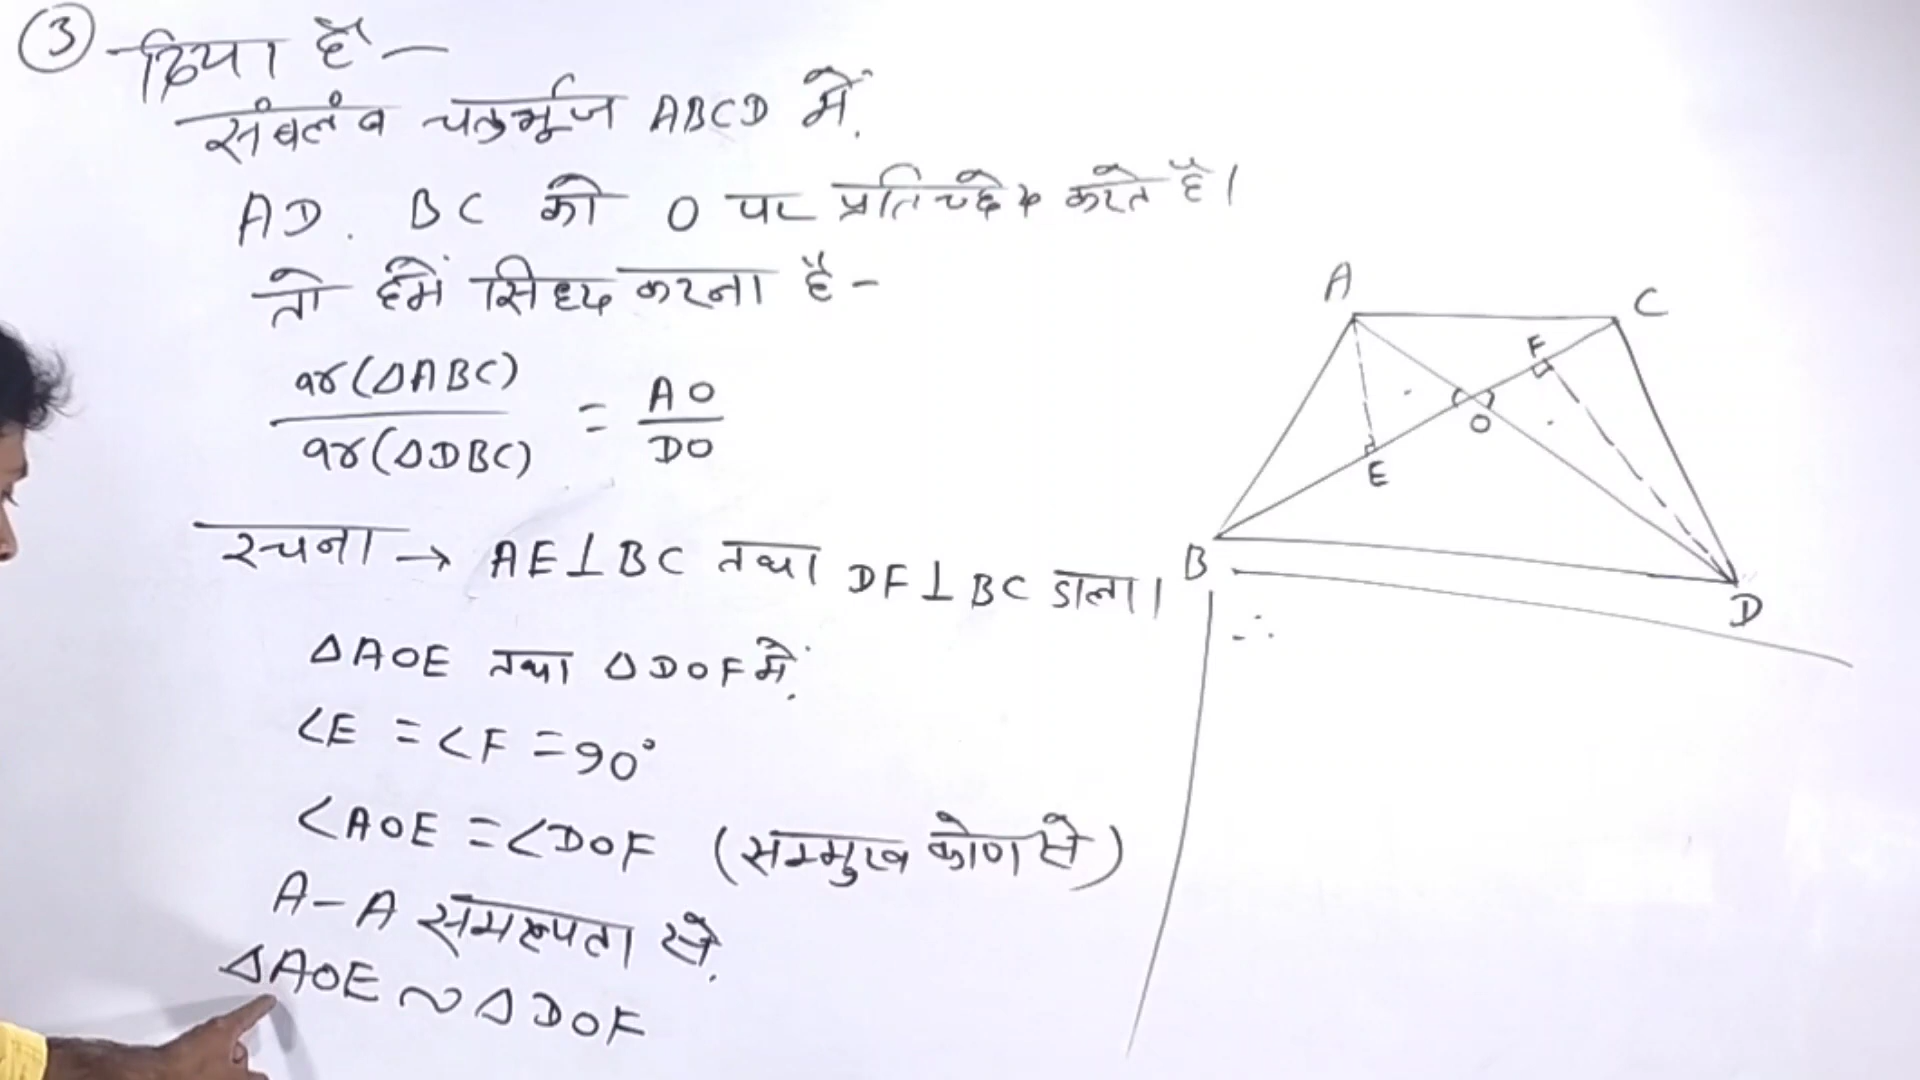 ③ दिया है —
संबलंब चतुर्भूज ABCD में,
AD, BC को O पर प्रतिच्छेद करते है।
तो हमें सिध्द करना है -
ar(△ABC) / ar(△DBC) = AO / DO
रचना → AE⊥BC तथा DF⊥BC डाला।
△AOE तथा △DOF में,
∠E = ∠F = 90°
∠AOE = ∠DOF (सम्मुख कोण से)
A-A समरूपता से,
△AOE ~ △DOF
A
C
F
O
E
B
D
∴